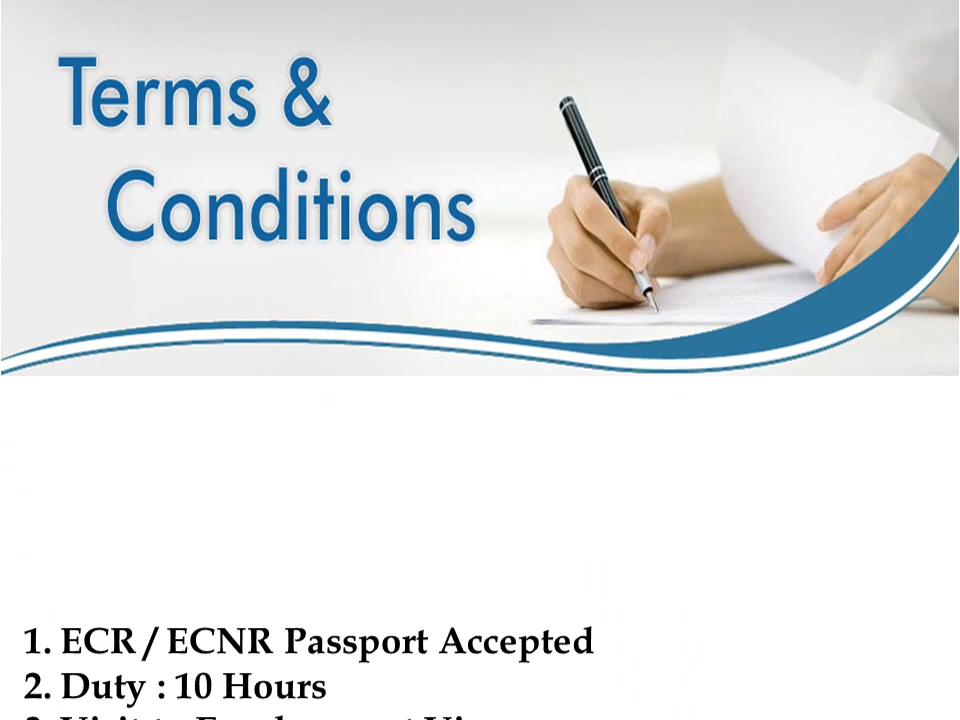 Terms &
Conditions
1. ECR / ECNR Passport Accepted
2. Duty : 10 Hours